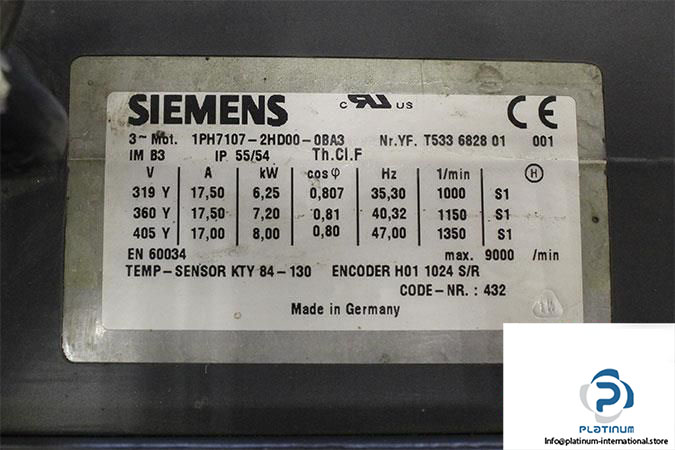 SIEMENS
c RU US
CE
3~ Mot. 1PH7107-2HD00-0BA3 Nr.YF. T533 6828 01 001
IM B3 IP 55/54 Th.Cl.F
V A kW cosφ Hz 1/min H
319 Y 17,50 6,25 0,807 35,30 1000 S1
360 Y 17,50 7,20 0,81 40,32 1150 S1
405 Y 17,00 8,00 0,80 47,00 1350 S1
EN 60034 max. 9000 /min
TEMP-SENSOR KTY 84-130 ENCODER H01 1024 S/R
CODE-NR. : 432
Made in Germany
PLATINUM
Info@platinum-international.store